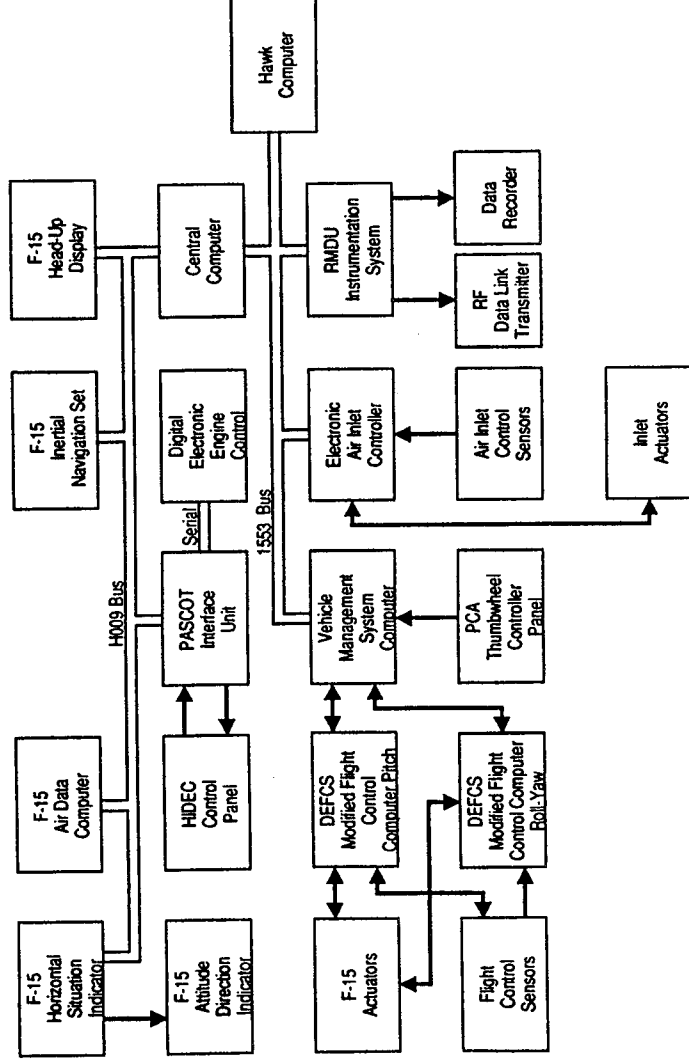 F-15
Horizontal
Situation
Indicator
F-15
Air Data
Computer
F-15
Inertial
Navigation Set
F-15
Head-Up
Display
H009 Bus
F-15
Attitude
Direction
Indicator
HIDEC
Control
Panel
PASCOT
Interface
Unit
Serial
Digital
Electronic
Engine
Control
Central
Computer
Hawk
Computer
1553 Bus
F-15
Actuators
DEFCS
Modified Flight
Control
Computer Pitch
Vehicle
Management
System
Computer
Electronic
Air Inlet
Controller
RMDU
Instrumentation
System
Flight
Control
Sensors
DEFCS
Modified Flight
Control Computer
Roll-Yaw
PCA
Thumbwheel
Controller
Panel
Air Inlet
Control
Sensors
RF
Data Link
Transmitter
Data
Recorder
Inlet
Actuators